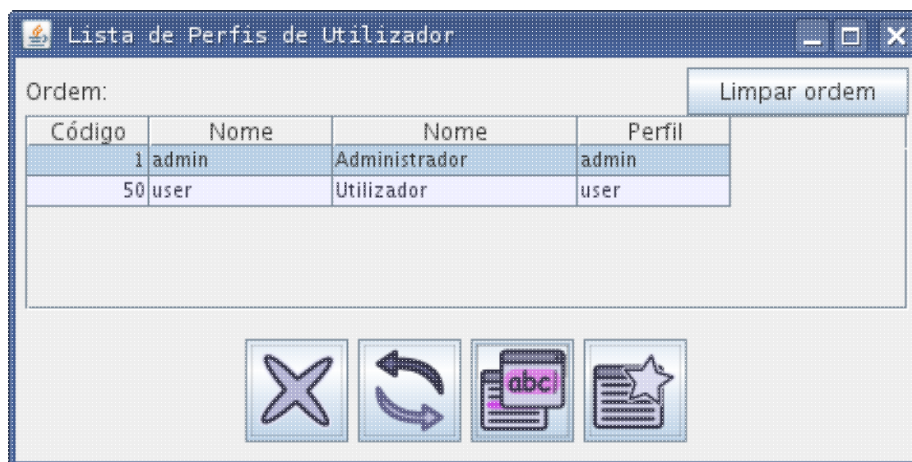 Lista de Perfis de Utilizador
Ordem:
Limpar ordem
Código Nome Nome Perfil
1 admin Administrador admin
50 user Utilizador user
abc